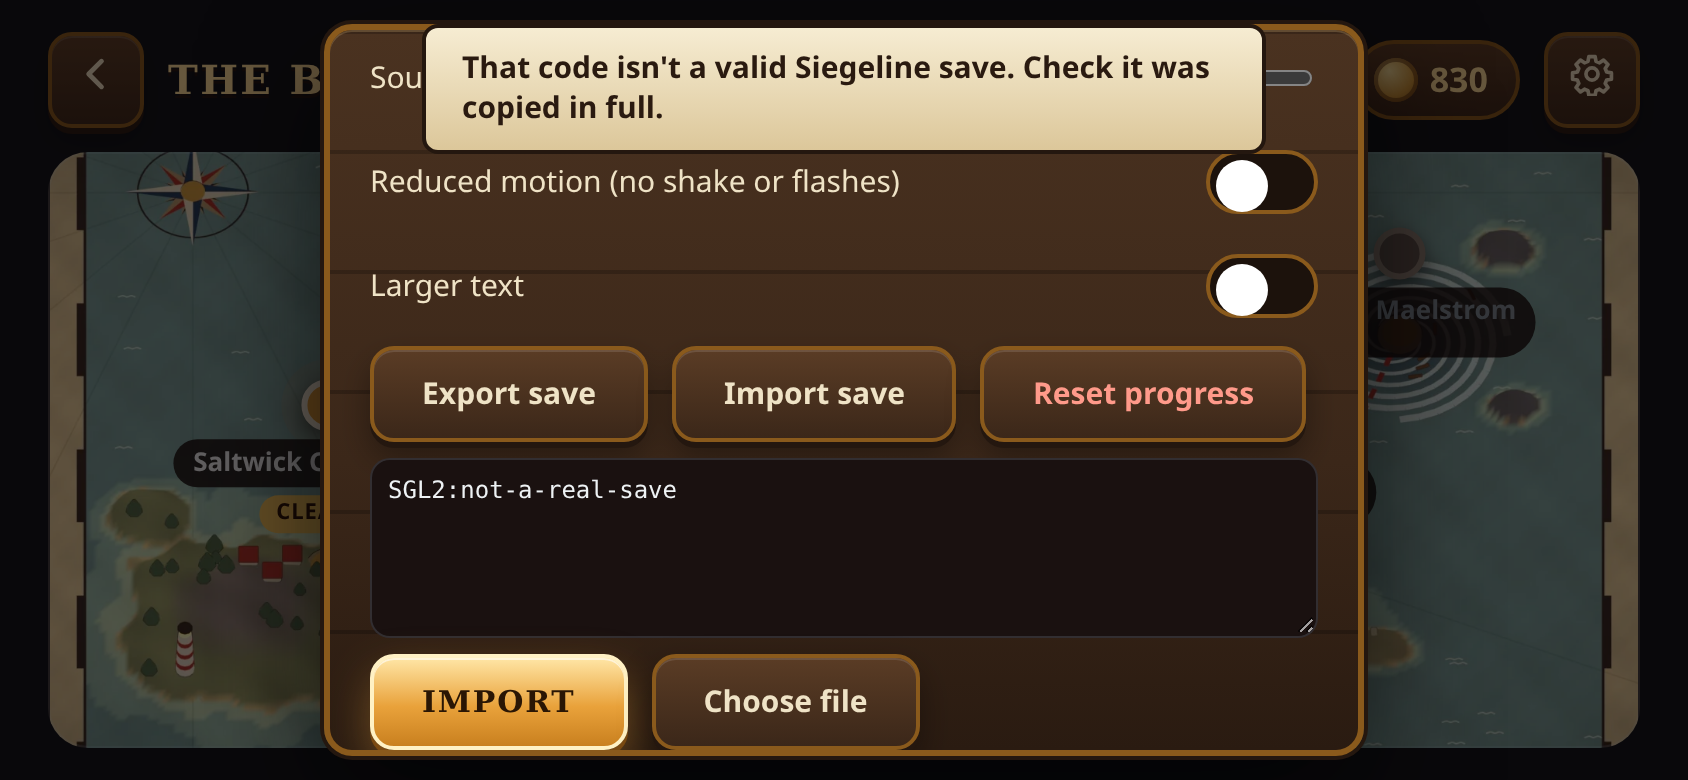 THE B
Sou
That code isn't a valid Siegeline save. Check it was
copied in full.
830
Reduced motion (no shake or flashes)
Larger text
Maelstrom
Export save
Import save
Reset progress
Saltwick
SGL2:not-a-real-save
CLEA
IMPORT
Choose file